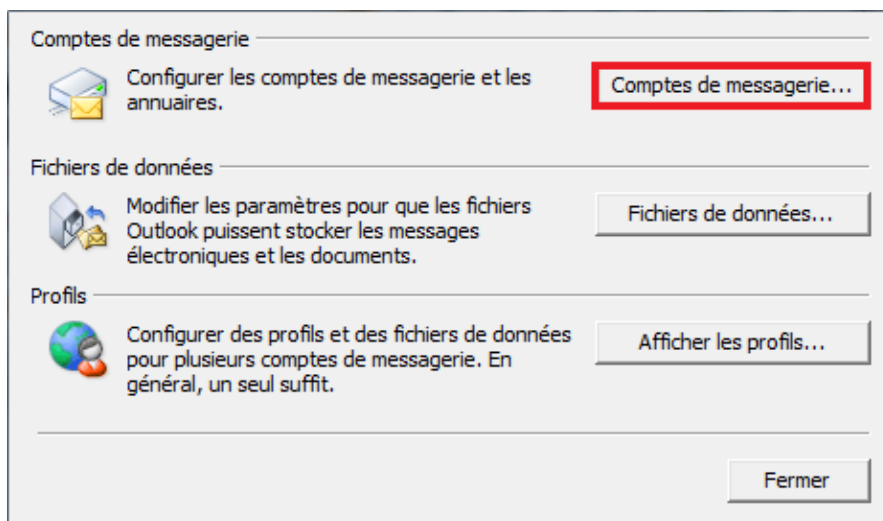 Comptes de messagerie
Configurer les comptes de messagerie et les
annuaires.
Comptes de messagerie...
Fichiers de données
Modifier les paramètres pour que les fichiers
Outlook puissent stocker les messages
électroniques et les documents.
Fichiers de données...
Profils
Configurer des profils et des fichiers de données
pour plusieurs comptes de messagerie. En
général, un seul suffit.
Afficher les profils...
Fermer